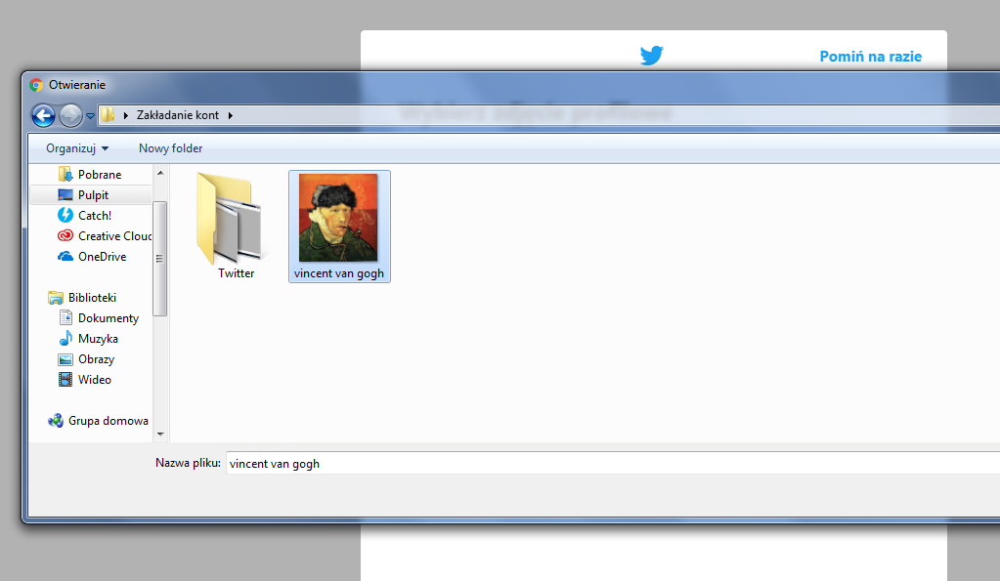 Pomiń na razie
Otwieranie
Wybierz zdjęcie profilowe
Zakładanie kont
Organizuj
Nowy folder
Pobrane
Pulpit
Catch!
Creative Cloud
OneDrive
Biblioteki
Dokumenty
Muzyka
Obrazy
Wideo
Grupa domowa
Twitter
vincent van gogh
Nazwa pliku: vincent van gogh